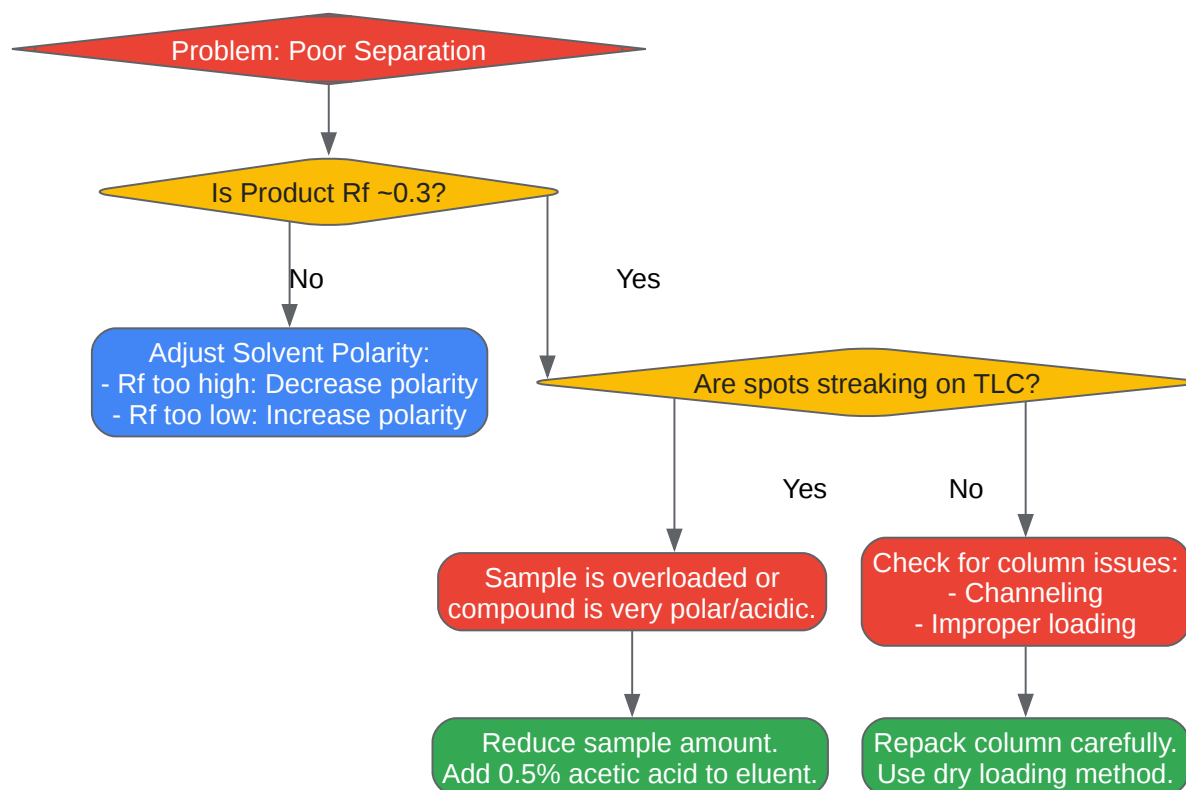 Problem: Poor Separation
Is Product Rf ~0.3?
No
Yes
Adjust Solvent Polarity:
- Rf too high: Decrease polarity
- Rf too low: Increase polarity
Are spots streaking on TLC?
Yes
No
Sample is overloaded or
compound is very polar/acidic.
Check for column issues:
- Channeling
- Improper loading
Reduce sample amount.
Add 0.5% acetic acid to eluent.
Repack column carefully.
Use dry loading method.